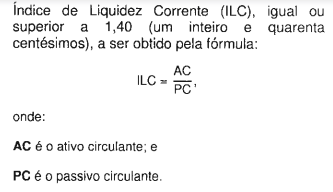 Índice de Liquidez Corrente (ILC), igual ou
superior a 1,40 (um inteiro e quarenta
centésimos), a ser obtido pela fórmula:
ILC = AC/PC,
onde:
AC é o ativo circulante; e
PC é o passivo circulante.